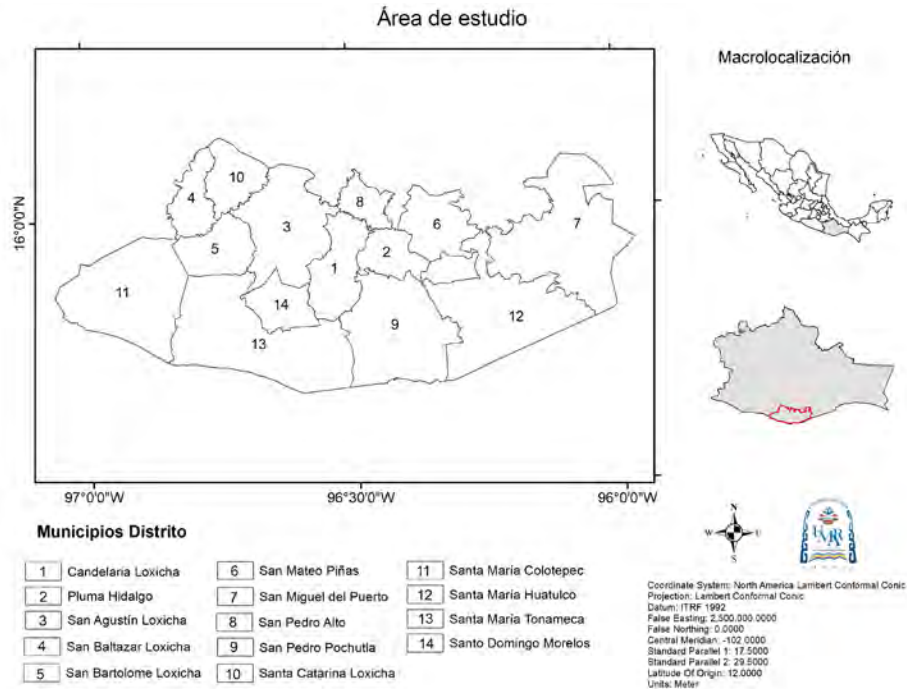 Área de estudio
Macrolocalización
10
4
8
16°0'0"N
3
6
7
5
2
1
11
14
12
9
13
97°0'0"W
96°30'0"W
96°0'0"W
N
W
U
S
Municipios Distrito
1 Candelaria Loxicha
2 Pluma Hidalgo
3 San Agustín Loxicha
4 San Baltazar Loxicha
5 San Bartolome Loxicha
6 San Mateo Piñas
7 San Miguel del Puerto
8 San Pedro Alto
9 San Pedro Pochutla
10 Santa Catarina Loxicha
11 Santa María Colotepec
12 Santa María Huatulco
13 Santa María Tonameca
14 Santo Domingo Morelos
Coordinate System: North America Lambert Conformal Conic
Projection: Lambert Conformal Conic
Datum: ITRF 1992
False Easting: 2,500,000.0000
False Northing: 0.0000
Central Meridian: -102.0000
Standard Parallel 1: 17.5000
Standard Parallel 2: 29.5000
Latitude Of Origin: 12.0000
Units: Meter